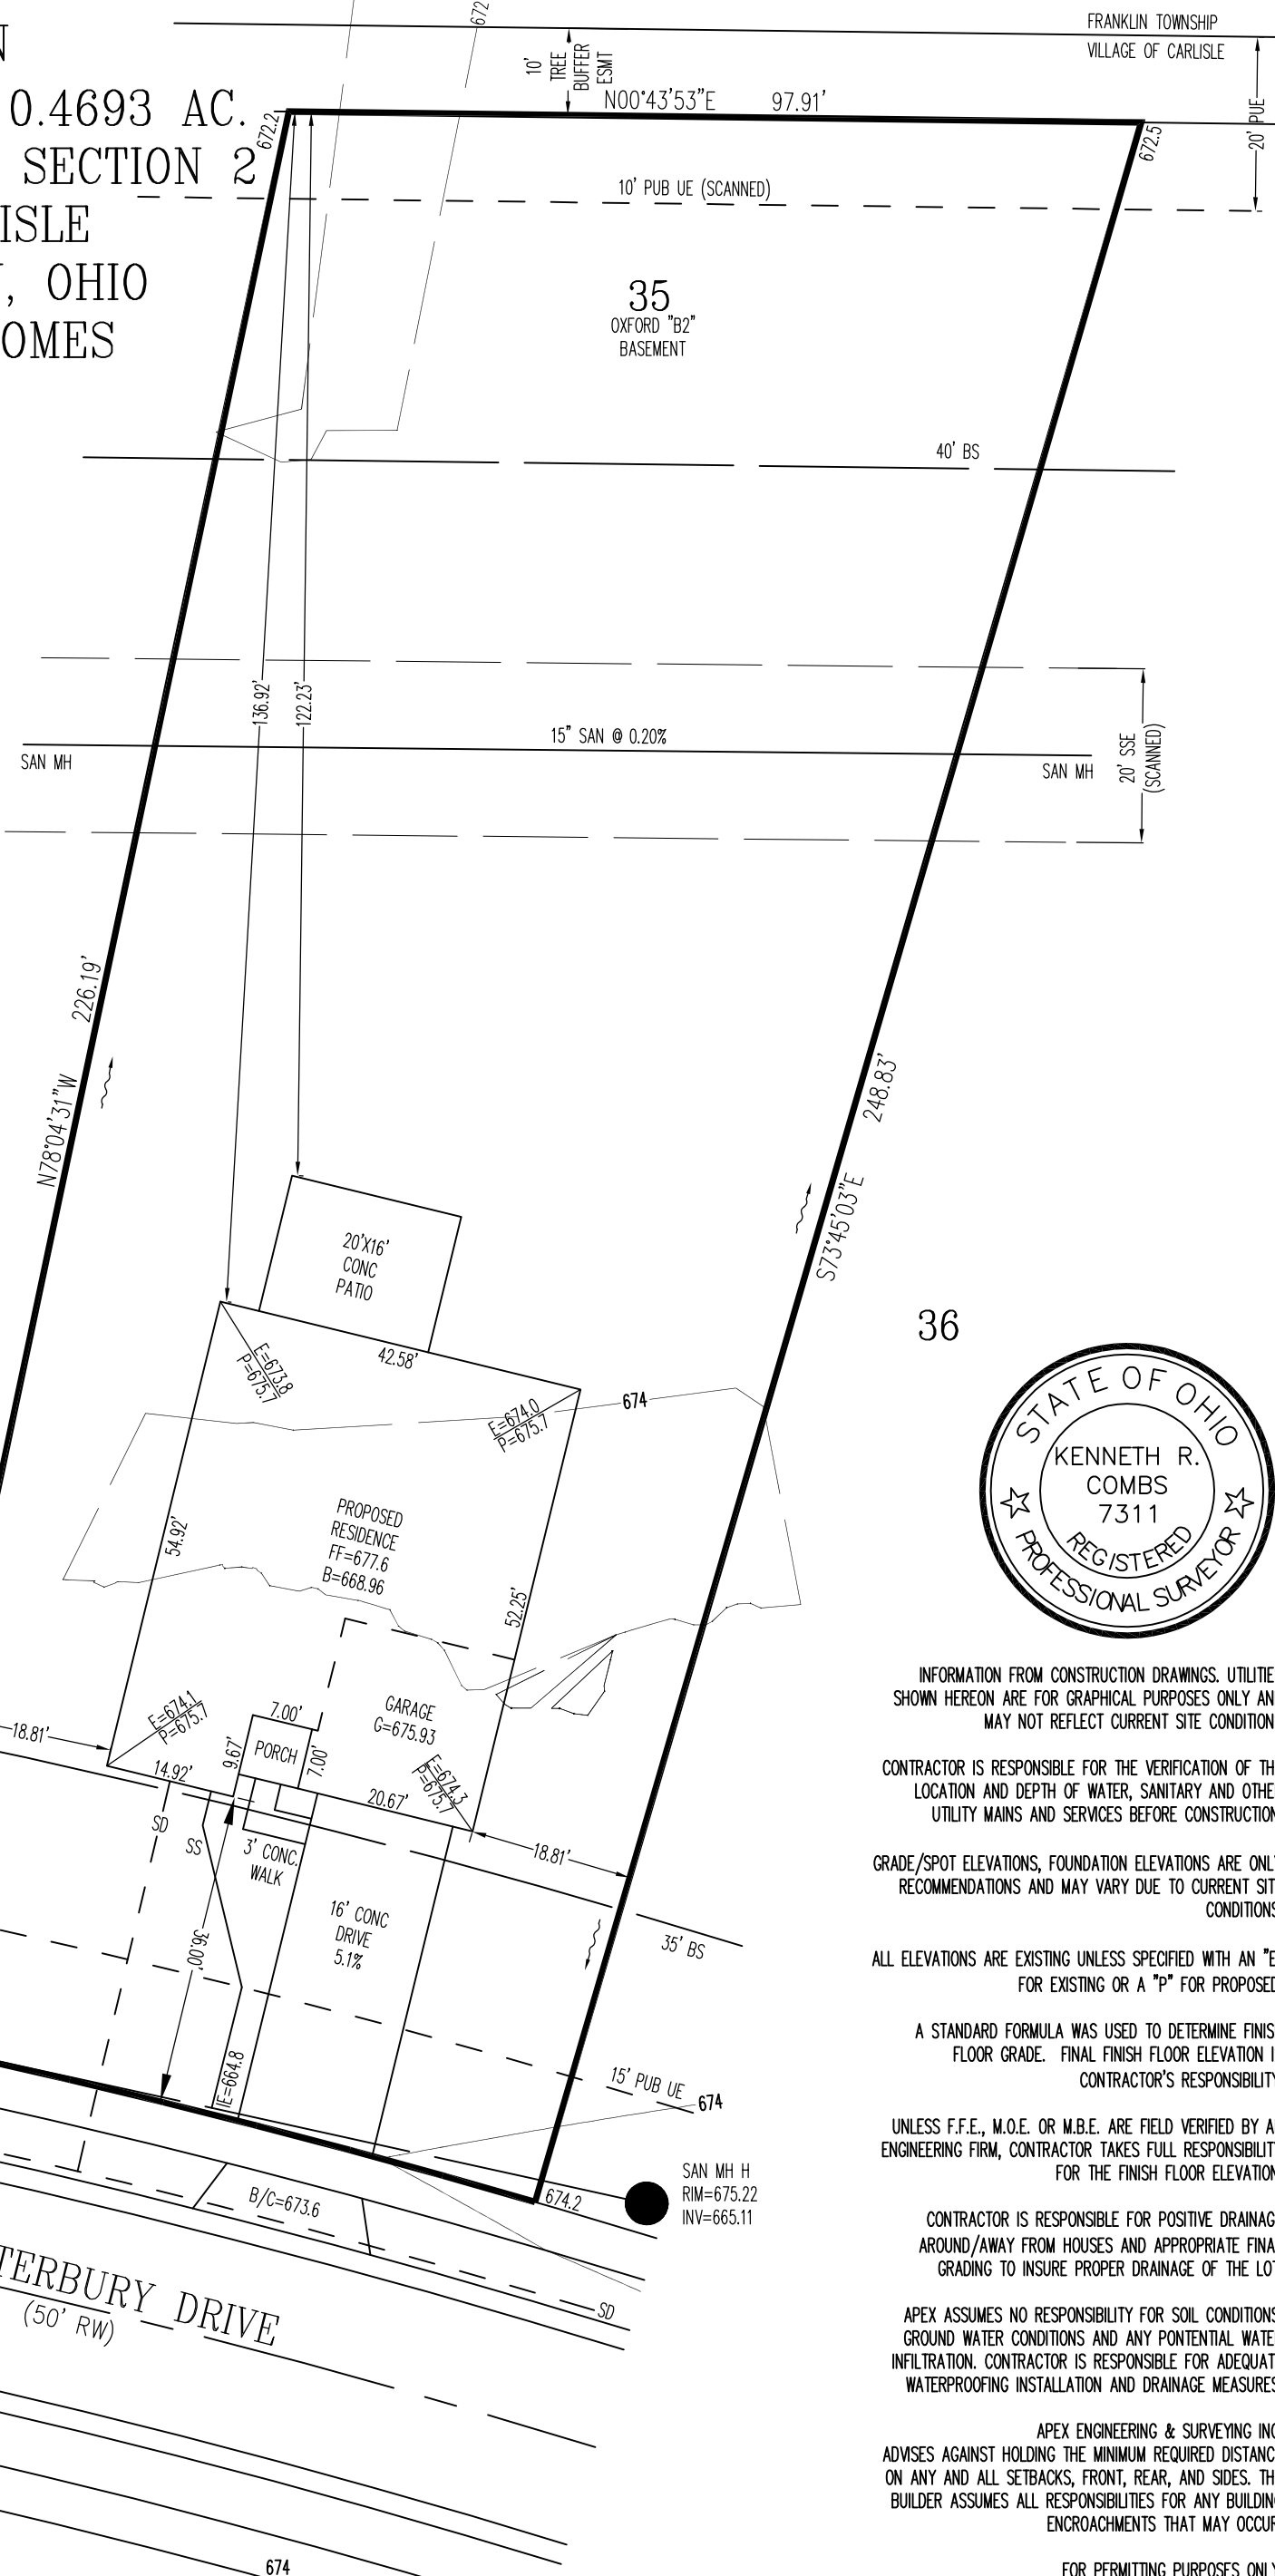 FRANKLIN TOWNSHIP
VILLAGE OF CARLISLE
672
10'
TREE
BUFFER
ESMT
20' PUE
N
0.4693 AC.
SECTION 2
ISLE
, OHIO
OMES
672.2
N00°43'53"E 97.91'
672.5
10' PUB UE (SCANNED)
35
OXFORD "B2"
BASEMENT
40' BS
136.92'
122.23'
15" SAN @ 0.20%
SAN MH
SAN MH
20' SSE
(SCANNED)
N78°04'31"W 226.19'
S73°45'03"E 248.83'
20'X16'
CONC
PATIO
42.58'
E=673.8
P=675.7
E=674.0
P=675.7
674
36
STATE OF OHIO
KENNETH R.
COMBS
7311
REGISTERED
PROFESSIONAL SURVEYOR
54.92'
PROPOSED
RESIDENCE
FF=677.6
B=668.96
52.25'
GARAGE
G=675.93
E=674.1
P=675.7
7.00'
9.67'
PORCH
7.00'
E=674.3
P=675.7
18.81'
14.92'
20.67'
18.81'
SD
SS
3' CONC.
WALK
16' CONC
DRIVE
5.1%
36.00'
35' BS
IE=664.8
15' PUB UE
674
SAN MH H
RIM=675.22
INV=665.11
674.2
B/C=673.6
SD
TERBURY DRIVE
(50' RW)
674
INFORMATION FROM CONSTRUCTION DRAWINGS. UTILITIE
SHOWN HEREON ARE FOR GRAPHICAL PURPOSES ONLY AN
MAY NOT REFLECT CURRENT SITE CONDITION
CONTRACTOR IS RESPONSIBLE FOR THE VERIFICATION OF TH
LOCATION AND DEPTH OF WATER, SANITARY AND OTHE
UTILITY MAINS AND SERVICES BEFORE CONSTRUCTION
GRADE/SPOT ELEVATIONS, FOUNDATION ELEVATIONS ARE ONL
RECOMMENDATIONS AND MAY VARY DUE TO CURRENT SIT
CONDITIONS
ALL ELEVATIONS ARE EXISTING UNLESS SPECIFIED WITH AN "E
FOR EXISTING OR A "P" FOR PROPOSED
A STANDARD FORMULA WAS USED TO DETERMINE FINIS
FLOOR GRADE. FINAL FINISH FLOOR ELEVATION I
CONTRACTOR'S RESPONSIBILITY
UNLESS F.F.E., M.O.E. OR M.B.E. ARE FIELD VERIFIED BY A
ENGINEERING FIRM, CONTRACTOR TAKES FULL RESPONSIBILIT
FOR THE FINISH FLOOR ELEVATION
CONTRACTOR IS RESPONSIBLE FOR POSITIVE DRAINAG
AROUND/AWAY FROM HOUSES AND APPROPRIATE FINA
GRADING TO INSURE PROPER DRAINAGE OF THE LOT
APEX ASSUMES NO RESPONSIBILITY FOR SOIL CONDITIONS
GROUND WATER CONDITIONS AND ANY PONTENTIAL WATE
INFILTRATION. CONTRACTOR IS RESPONSIBLE FOR ADEQUAT
WATERPROOFING INSTALLATION AND DRAINAGE MEASURES
APEX ENGINEERING & SURVEYING INC
ADVISES AGAINST HOLDING THE MINIMUM REQUIRED DISTANC
ON ANY AND ALL SETBACKS, FRONT, REAR, AND SIDES. TH
BUILDER ASSUMES ALL RESPONSIBILITIES FOR ANY BUILDIN
ENCROACHMENTS THAT MAY OCCUR
FOR PERMITTING PURPOSES ONLY